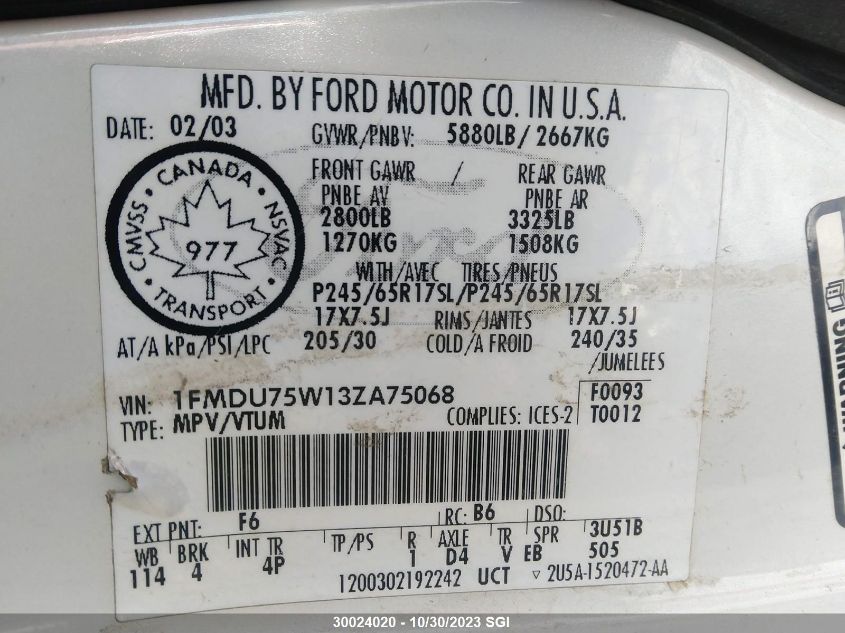 MFD. BY FORD MOTOR CO. IN U.S.A.
DATE: 02/03 GVWR/PNBV: 5880LB/2667KG
FRONT GAWR / REAR GAWR
PNBE AV PNBE AR
2800LB 3325LB
1270KG 1508KG
WITH/AVEC TIRES/PNEUS
P245/65R17SL/P245/65R17SL
17X7.5J RIMS/JANTES 17X7.5J
AT/A kPa/PSI/LPC 205/30 COLD/A FROID 240/35
/JUMELEES
CANADA
CMVSS • NSVAC
977
TRANSPORT
VIN: 1FMDU75W13ZA75068 F0093
TYPE: MPV/VTUM COMPLIES: ICES-2 T0012
EXT PNT: F6 RC: B6 DSO:
WB BRK INT TR TP/PS R AXLE TR SPR 3U51B
114 4 4P 1 D4 V EB 505
1200302192242 UCT ▽ 2U5A-1520472-AA
WARNING
30024020 - 10/30/2023 SGI